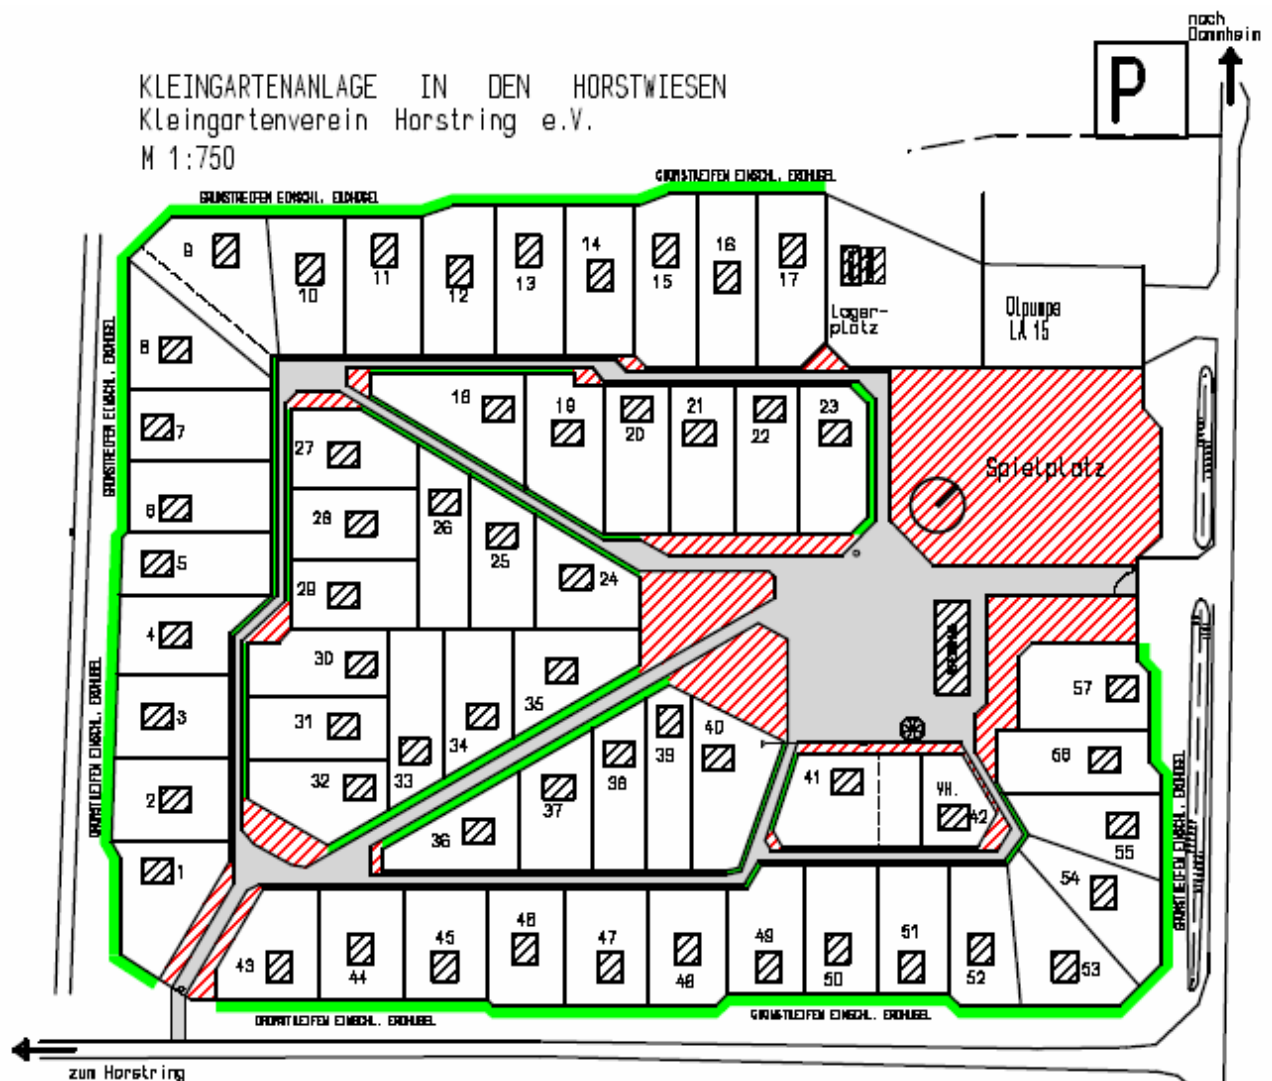 nach
Dammheim
P
KLEINGARTENANLAGE IN DEN HORSTWIESEN
Kleingartenverein Horstring e.V.
M 1:750
GRÜNSTREIFEN EINSCHL. ERDHÜGEL
GRÜNSTREIFEN EINSCHL. ERDHÜGEL
9
10
11
12
13
14
15
16
17
Lager-
platz
Ölpumpe
LA 15
8
7
6
5
4
3
2
1
GRÜNSTREIFEN EINSCHL. ERDHÜGEL
GRÜNSTREIFEN EINSCHL. ERDHÜGEL
18
19
20
21
22
23
Spielplatz
27
28
29
26
25
24
30
31
32
33
34
35
36
37
38
39
40
41
VH.
42
57
56
55
54
53
GRÜNSTREIFEN EINSCHL. ERDHÜGEL
43
44
45
46
47
48
49
50
51
52
GRÜNSTREIFEN EINSCHL. ERDHÜGEL
GRÜNSTREIFEN EINSCHL. ERDHÜGEL
zum Horstring